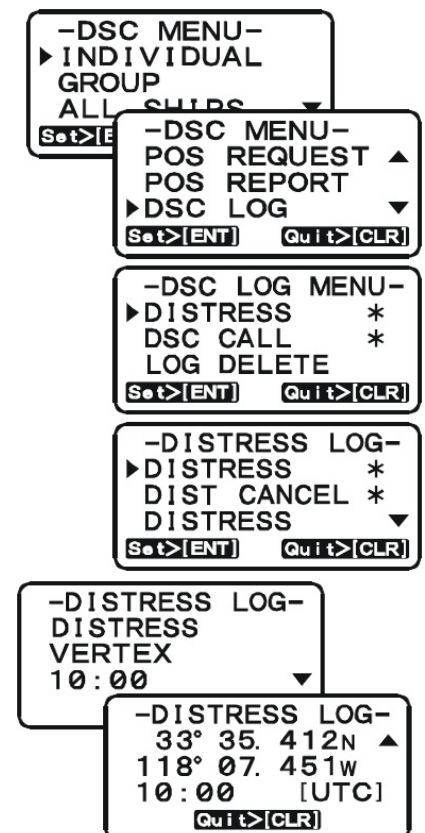 -DSC MENU-
▶INDIVIDUAL
GROUP
ALL SHIPS ▼
Set>[E
-DSC MENU-
POS REQUEST ▲
POS REPORT
▶DSC LOG ▼
Set>[ENT] Quit>[CLR]
-DSC LOG MENU-
▶DISTRESS *
DSC CALL *
LOG DELETE
Set>[ENT] Quit>[CLR]
-DISTRESS LOG-
▶DISTRESS *
DIST CANCEL *
DISTRESS ▼
Set>[ENT] Quit>[CLR]
-DISTRESS LOG-
DISTRESS
VERTEX
10:00 ▼
-DISTRESS LOG-
33° 35. 412N ▲
118° 07. 451W
10:00 [UTC]
Quit>[CLR]